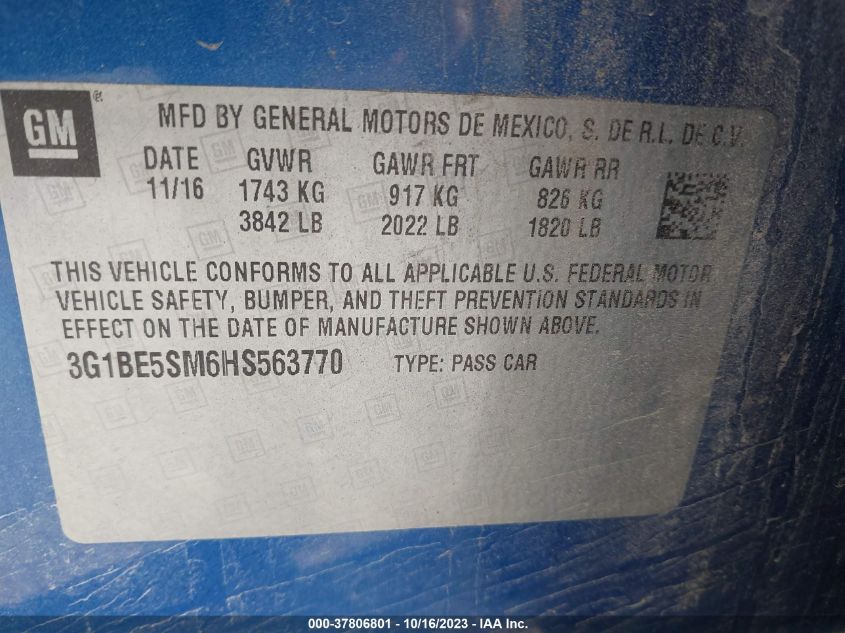 GM ® MFD BY GENERAL MOTORS DE MEXICO, S. DE R.L. DE C.V.
DATE GVWR GAWR FRT GAWR RR
11/16 1743 KG 917 KG 826 KG
3842 LB 2022 LB 1820 LB
THIS VEHICLE CONFORMS TO ALL APPLICABLE U.S. FEDERAL MOTOR
VEHICLE SAFETY, BUMPER, AND THEFT PREVENTION STANDARDS IN
EFFECT ON THE DATE OF MANUFACTURE SHOWN ABOVE.
3G1BE5SM6HS563770 TYPE: PASS CAR
000-37806801 - 10/16/2023 - © IAA Inc.